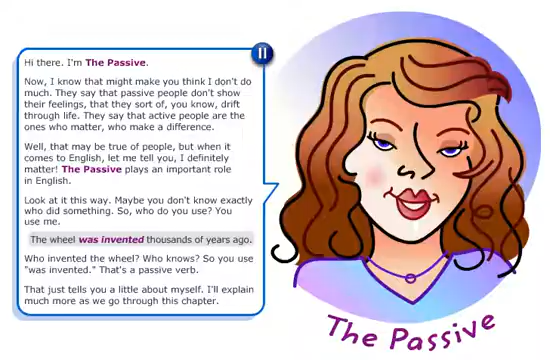 Hi there. I'm The Passive.
Now, I know that might make you think I don't do
much. They say that passive people don't show
their feelings, that they sort of, you know, drift
through life. They say that active people are the
ones who matter, who make a difference.
Well, that may be true of people, but when it
comes to English, let me tell you, I definitely
matter! The Passive plays an important role
in English.
Look at it this way. Maybe you don't know exactly
who did something. So, who do you use? You
use me.
The wheel was invented thousands of years ago.
Who invented the wheel? Who knows? So you use
"was invented." That's a passive verb.
That just tells you a little about myself. I'll explain
much more as we go through this chapter.
The Passive